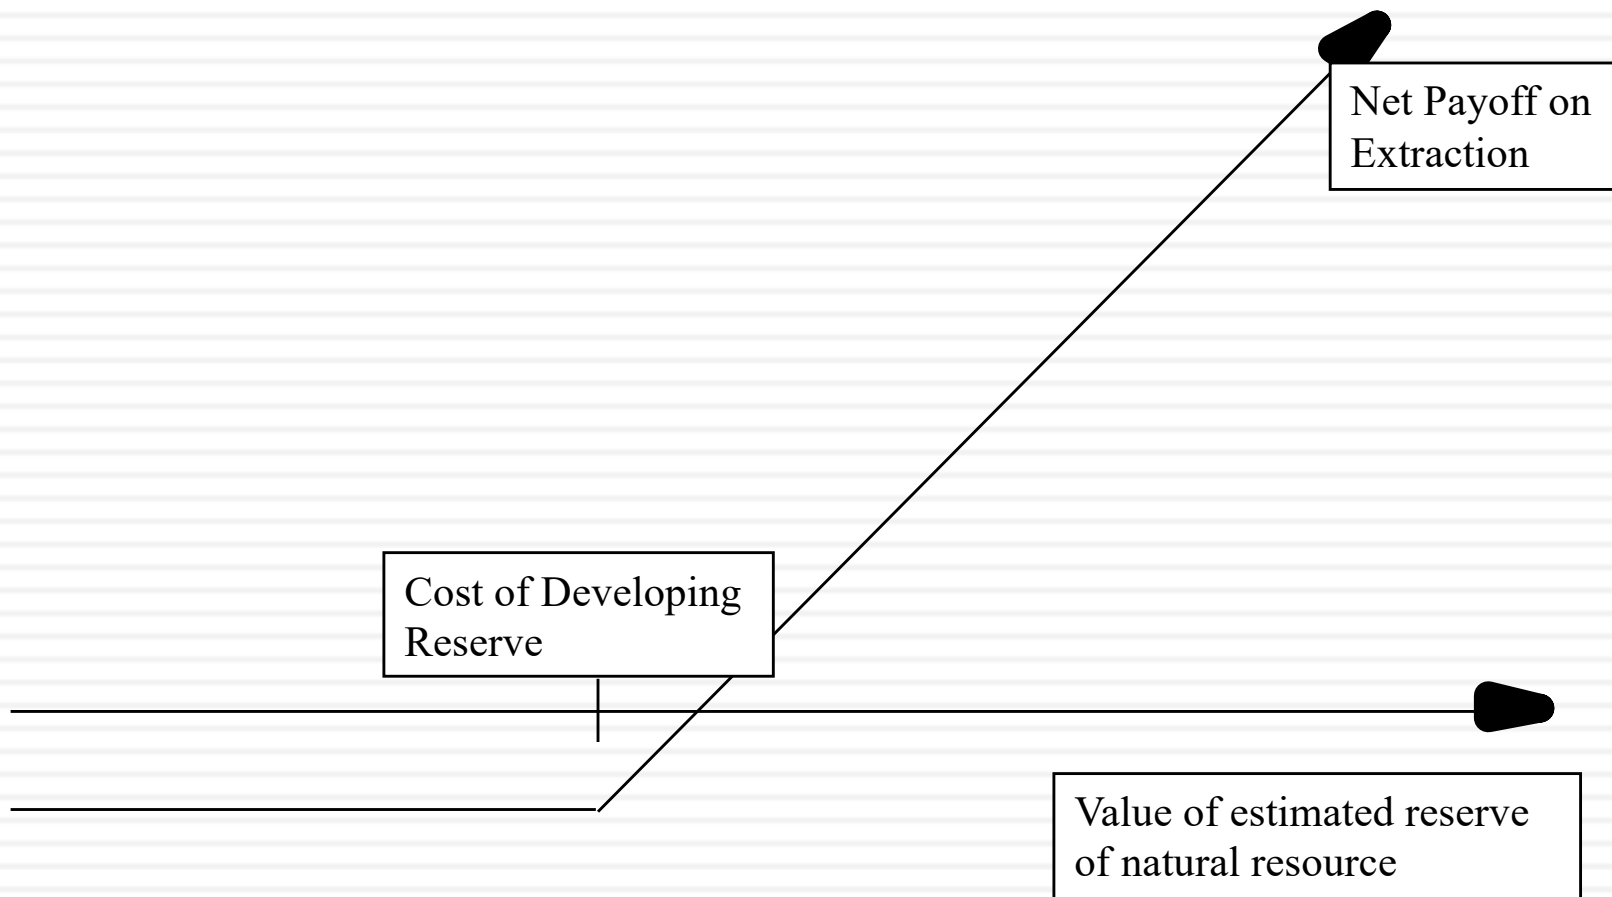 Net Payoff on
Extraction
Cost of Developing
Reserve
Value of estimated reserve
of natural resource